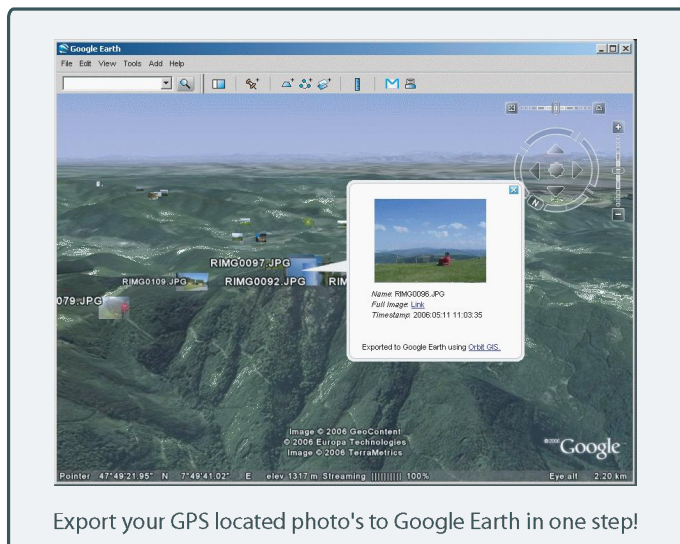 Google Earth
File Edit View Tools Add Help
N
RIMG0097.JPG
RIMG0109.JPG
RIMG0092.JPG
RIM
079.JPG
Name: RIMG0096.JPG
Full Image: Link
Timestamp: 2006:05:11 11:03:35
Exported to Google Earth using Orbit GIS.
Image © 2006 GeoContent
© 2006 Europa Technologies
Image © 2006 TerraMetrics
©2006 Google
Pointer 47°49'21.95" N 7°49'41.02" E elev 1317 m Streaming |||||||||| 100% Eye alt 2.20 km
Export your GPS located photo's to Google Earth in one step!